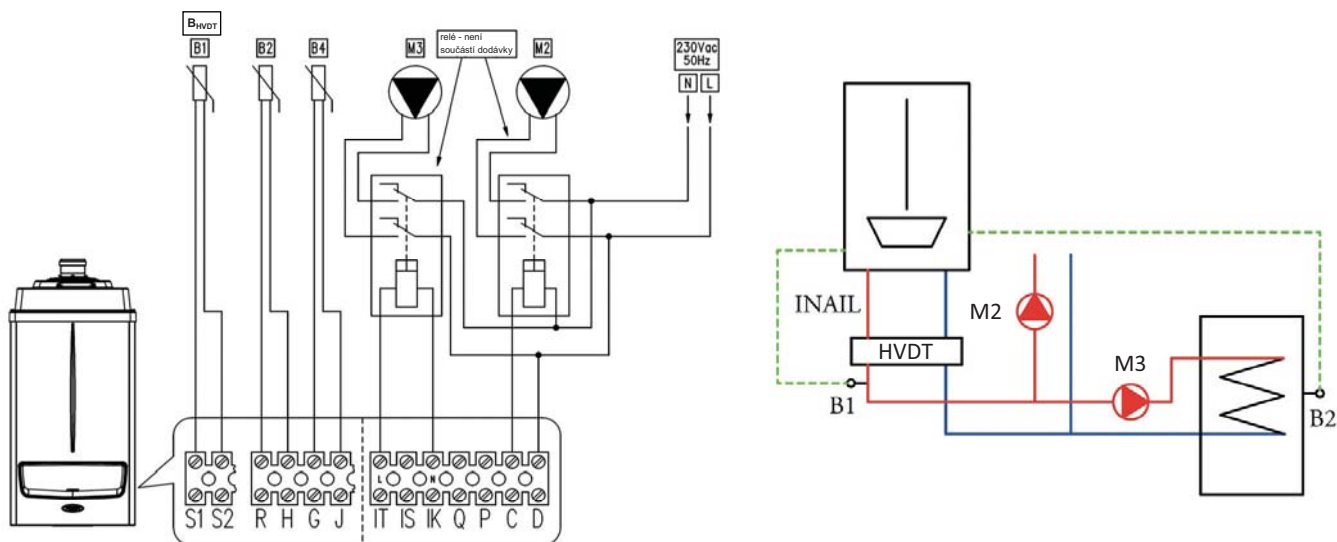 BHVDT
B1
B2
B4
M3
relé - není
součástí dodávky
M2
230Vac
50Hz
N L
S1 S2
R H G J
L N
IT IS IK Q P C D
INAIL
HVDT
B1
M2
M3
B2